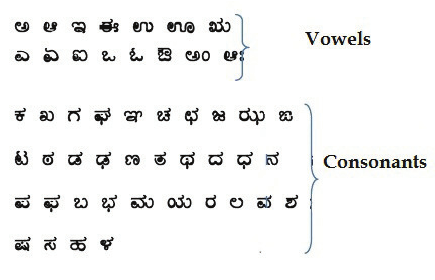 ಅ ಆ ಇ ಈ ಉ ಊ ಋ
Vowels
ಎ ಏ ಐ ಒ ಓ ಔ ಅಂ ಆಃ
ಕ ಖ ಗ ಘ ಞ ಚ ಛ ಜ ಝ ಙ
ಟ ಠ ಡ ಢ ಣ ತ ಥ ದ ಧ ನ
Consonants
ಪ ಫ ಬ ಭ ಮ ಯ ರ ಲ ವ ಶ
ಷ ಸ ಹ ಳ